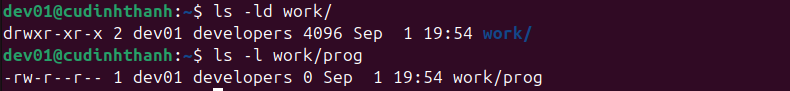 dev01@cudinhthanh:~$ ls -ld work/
drwxr-xr-x 2 dev01 developers 4096 Sep  1 19:54 work/
dev01@cudinhthanh:~$ ls -l work/prog
-rw-r--r-- 1 dev01 developers 0 Sep  1 19:54 work/prog